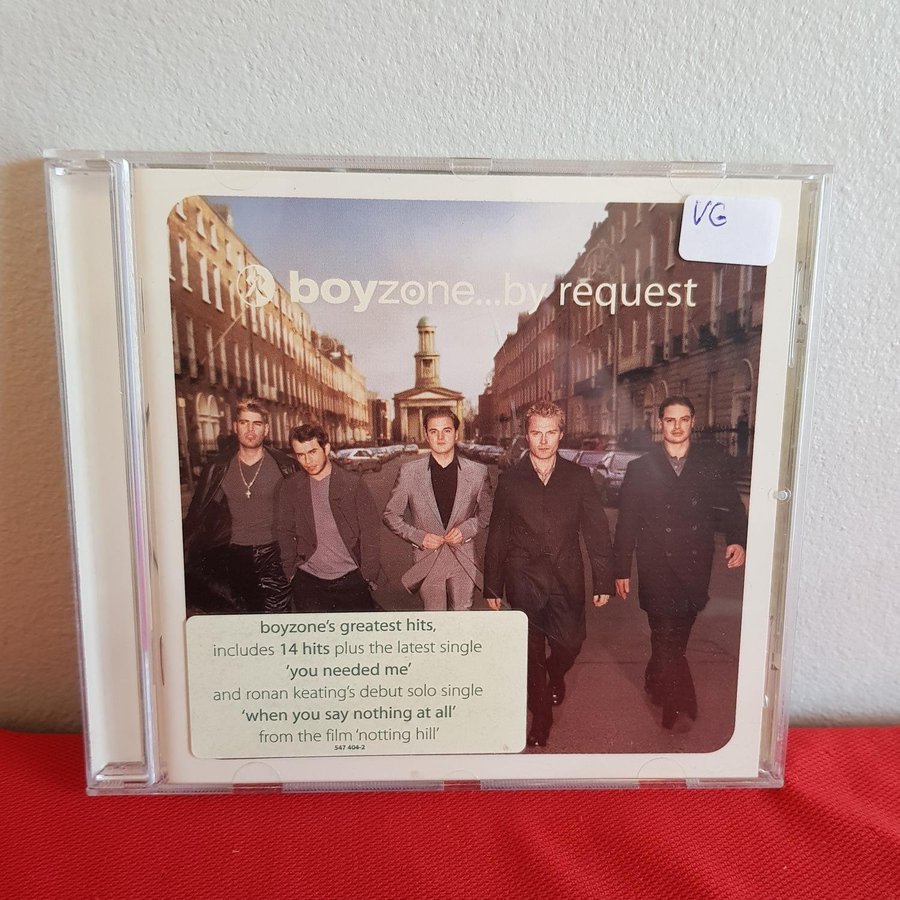 VG
boyzone...by request
boyzone's greatest hits,
includes 14 hits plus the latest single
'you needed me'
and ronan keating's debut solo single
'when you say nothing at all'
from the film 'notting hill'
547 404-2